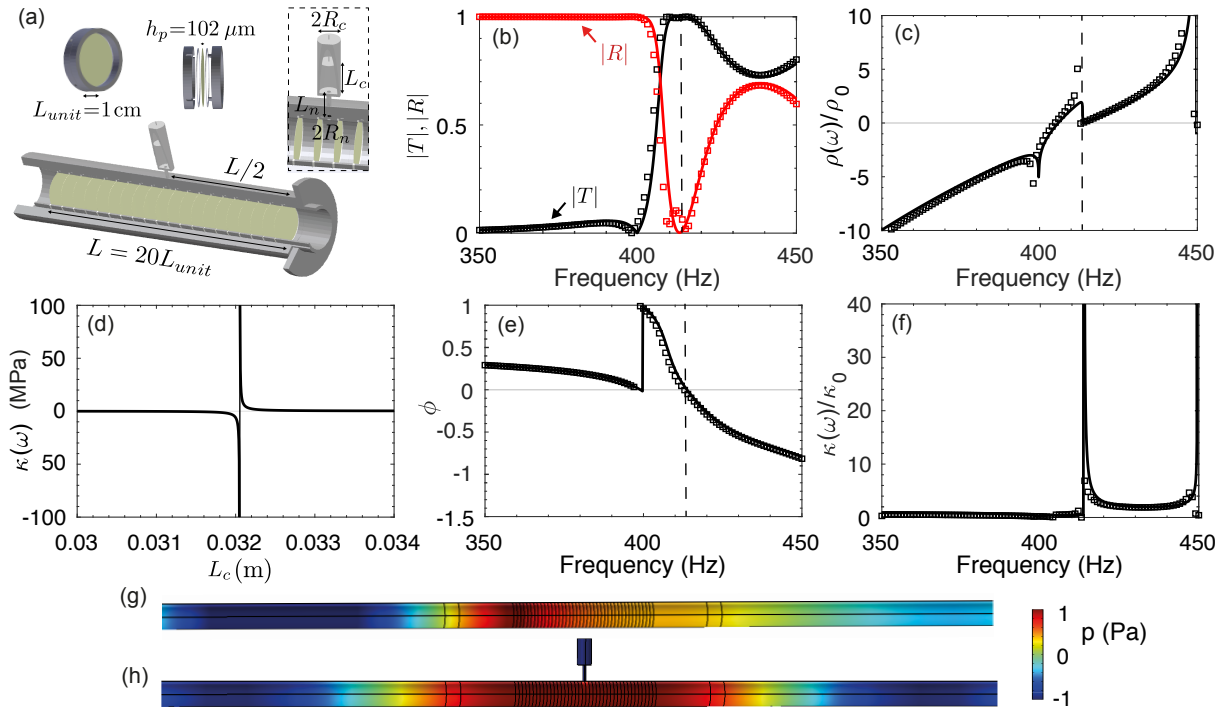 (a)
h_p=102 μm
L_unit=1cm
2R_c
L_c
L_n
2R_n
L/2
L = 20L_unit
(b)
|T|, |R|
1
0.5
0
|R|
|T|
350
400
450
Frequency (Hz)
(c)
ρ(ω)/ρ_0
10
5
0
-5
-10
350
400
450
Frequency (Hz)
(d)
κ(ω) (MPa)
100
50
0
-50
-100
0.03
0.031
0.032
0.033
0.034
L_c(m)
(e)
ϕ
1
0.5
0
-0.5
-1
-1.5
350
400
450
Frequency (Hz)
(f)
κ(ω)/κ_0
40
30
20
10
0
350
400
450
Frequency (Hz)
(g)
(h)
1
0
-1
p (Pa)